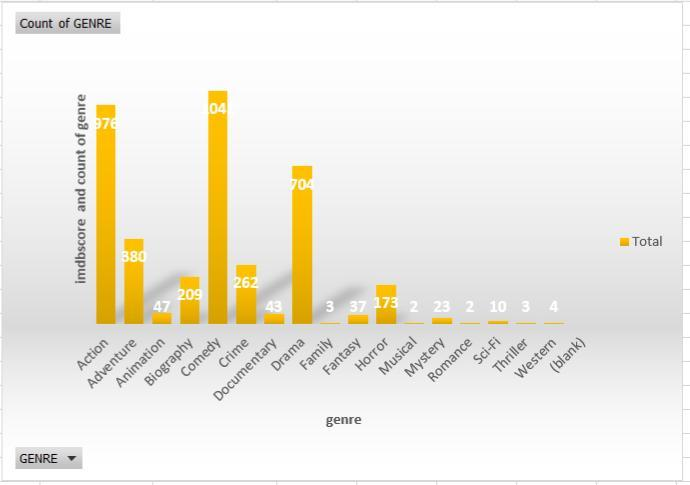 Count of GENRE
imdbscore and count of genre
976
380
47
209
262
43
704
3
37
173
2
23
2
10
3
4
Total
Action
Adventure
Animation
Biography
Comedy
Crime
Documentary
Drama
Family
Fantasy
Horror
Musical
Mystery
Romance
Sci-Fi
Thriller
Western
(blank)
genre
GENRE